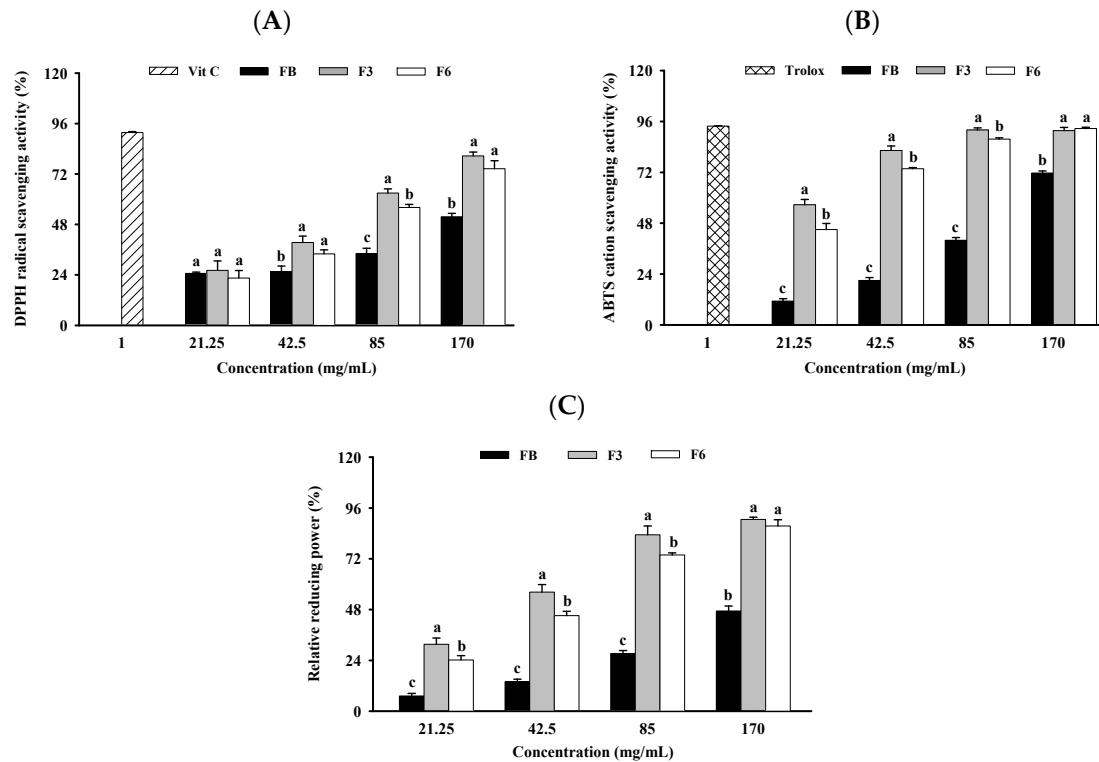 (A)
Vit C FB F3 F6
DPPH radical scavenging activity (%)
120
96
72
48
24
0
a a a
b a a
c a b
b a a
1 21.25 42.5 85 170
Concentration (mg/mL)
(B)
Trolox FB F3 F6
ABTS cation scavenging activity (%)
120
96
72
48
24
0
c a b
c a b
c a b
b a a
1 21.25 42.5 85 170
Concentration (mg/mL)
(C)
FB F3 F6
Relative reducing power (%)
120
96
72
48
24
0
c a b
c a b
c a b
b a a
21.25 42.5 85 170
Concentration (mg/mL)